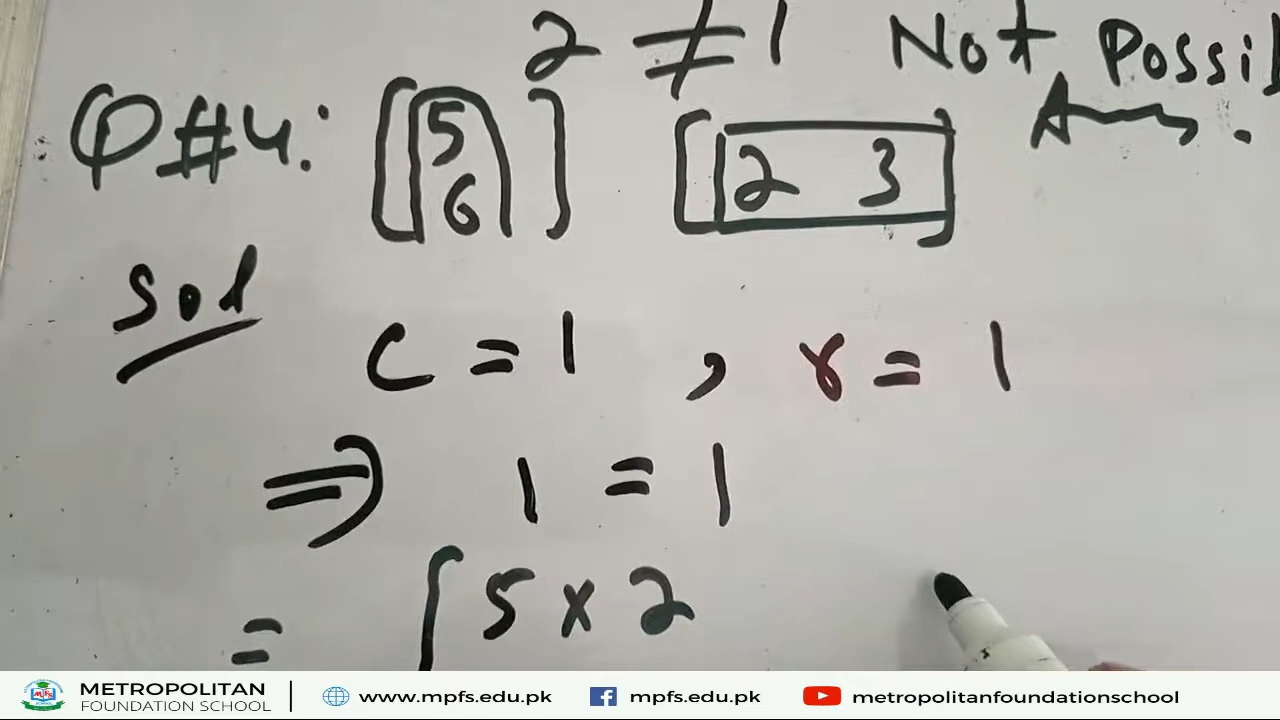 2 ≠ 1 Not Possi
Ans.
Q#4: [5 6] [2 3]
Sol
c = 1 , r = 1
⇒ 1 = 1
= [ 5 × 2
METROPOLITAN
FOUNDATION SCHOOL
www.mpfs.edu.pk
mpfs.edu.pk
metropolitanfoundationschool